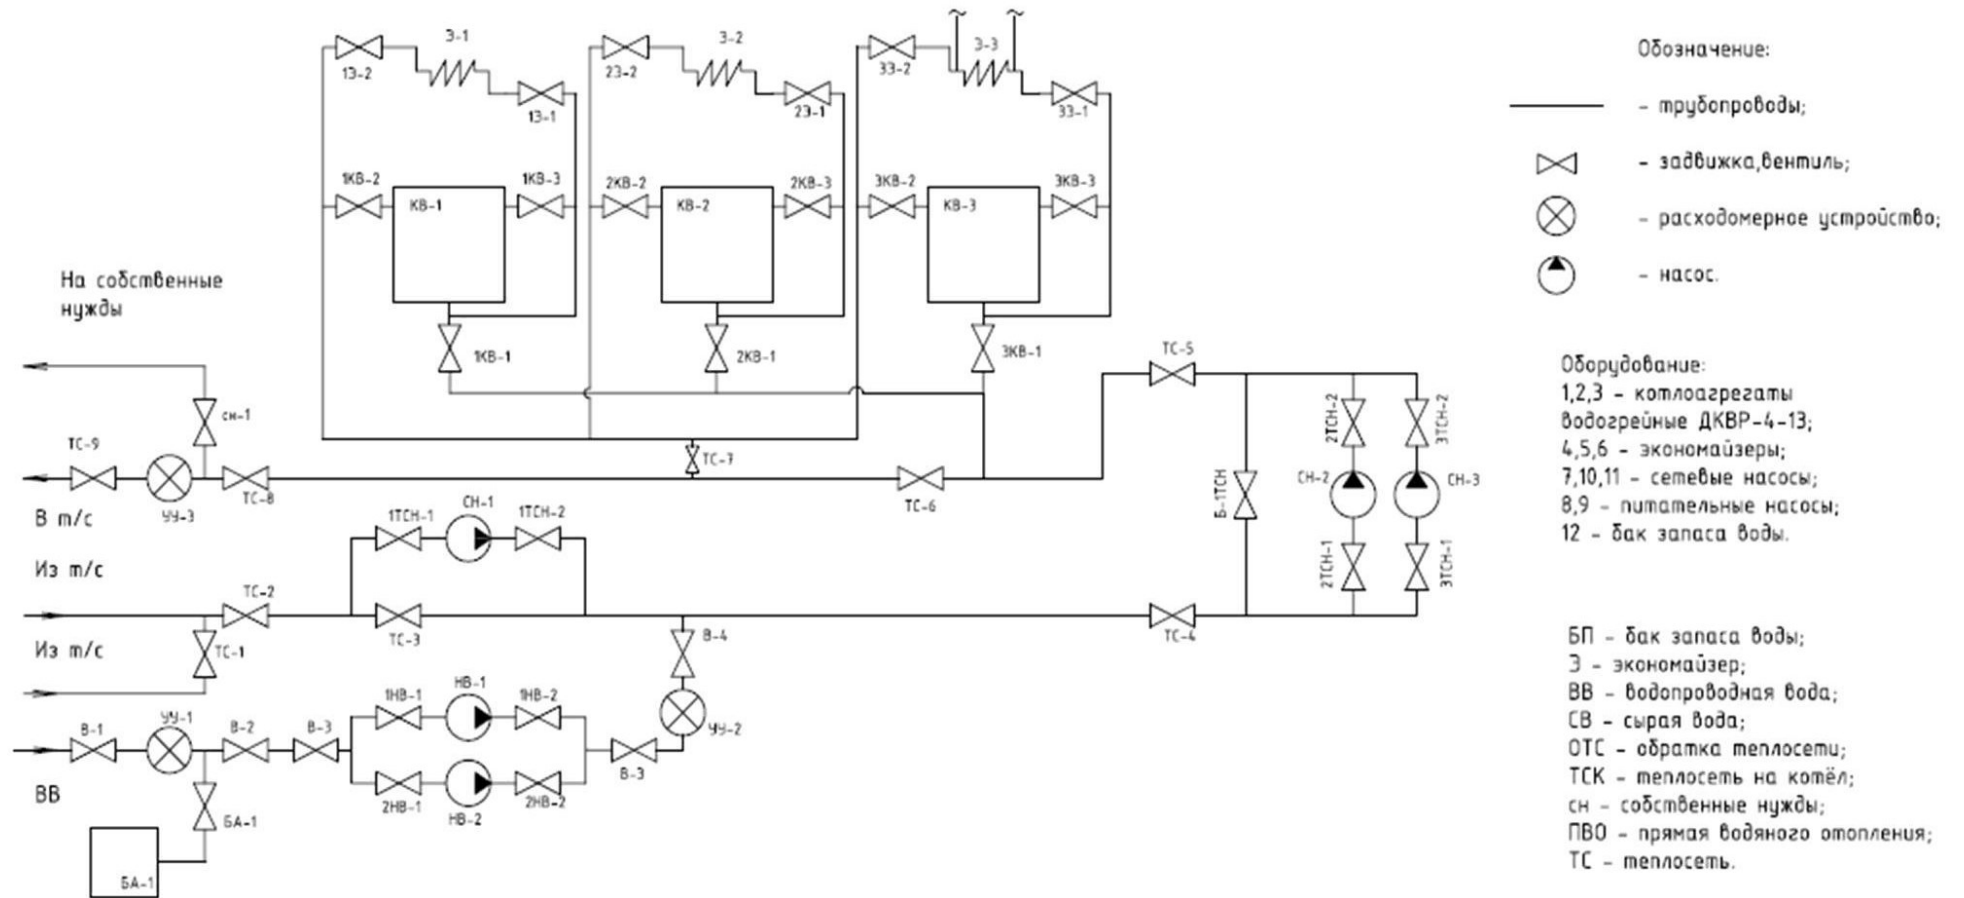 Э-1
Э-2
Э-3
1Э-2
1Э-1
2Э-2
2Э-1
3Э-2
3Э-1
1КВ-2
КВ-1
1КВ-3
2КВ-2
КВ-2
2КВ-3
3КВ-2
КВ-3
3КВ-3
1КВ-1
2КВ-1
3КВ-1
На собственные
нужды
сн-1
ТС-9
УУ-3
ТС-8
ТС-7
ТС-6
ТС-5
В т/с
Из т/с
ТС-2
1ТСН-1
СН-1
1ТСН-2
ТС-3
Из т/с
ТС-1
Б-1ТСН
2ТСН-2
3ТСН-2
СН-2
СН-3
2ТСН-1
3ТСН-1
ТС-4
В-4
УУ-2
В-1
УУ-1
В-2
В-3
1НВ-1
НВ-1
1НВ-2
2НВ-1
НВ-2
2НВ-2
В-3
ВВ
БА-1
БА-1
Обозначение:
- трубопроводы;
- задвижка,вентиль;
- расходомерное устройство;
- насос.
Оборудование:
1,2,3 - котлоагрегаты
водогрейные ДКВР-4-13;
4,5,6 - экономайзеры;
7,10,11 - сетевые насосы;
8,9 - питательные насосы;
12 - бак запаса воды.
БП - бак запаса воды;
Э - экономайзер;
ВВ - водопроводная вода;
СВ - сырая вода;
ОТС - обратка теплосети;
ТСК - теплосеть на котёл;
сн - собственные нужды;
ПВО - прямая водяного отопления;
ТС - теплосеть.